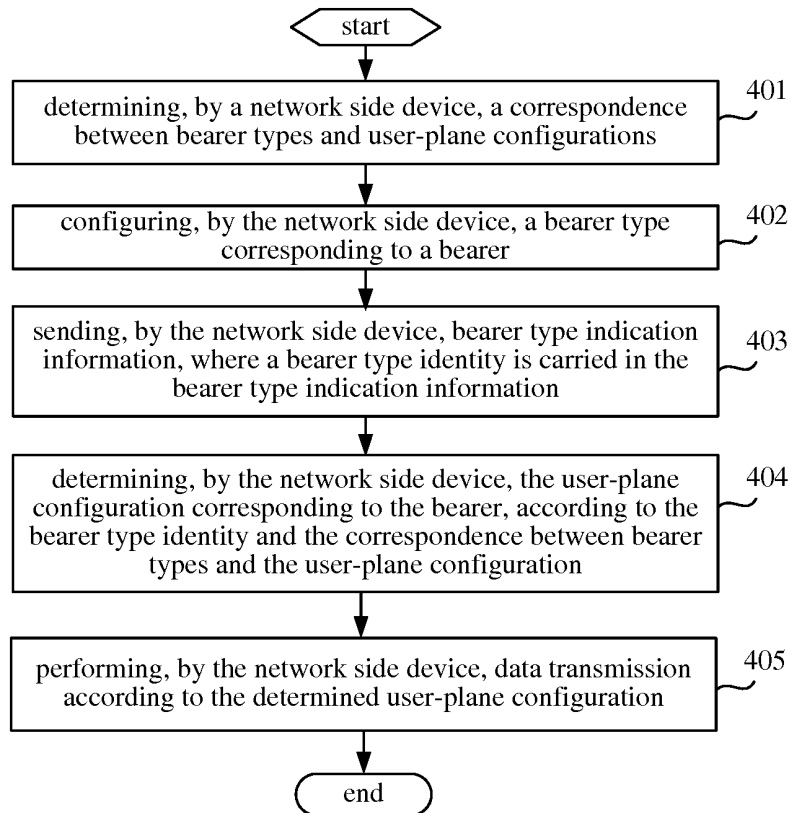 start
determining, by a network side device, a correspondence
between bearer types and user-plane configurations
401
configuring, by the network side device, a bearer type
corresponding to a bearer
402
sending, by the network side device, bearer type indication
information, where a bearer type identity is carried in the
bearer type indication information
403
determining, by the network side device, the user-plane
configuration corresponding to the bearer, according to the
bearer type identity and the correspondence between bearer
types and the user-plane configuration
404
performing, by the network side device, data transmission
according to the determined user-plane configuration
405
end